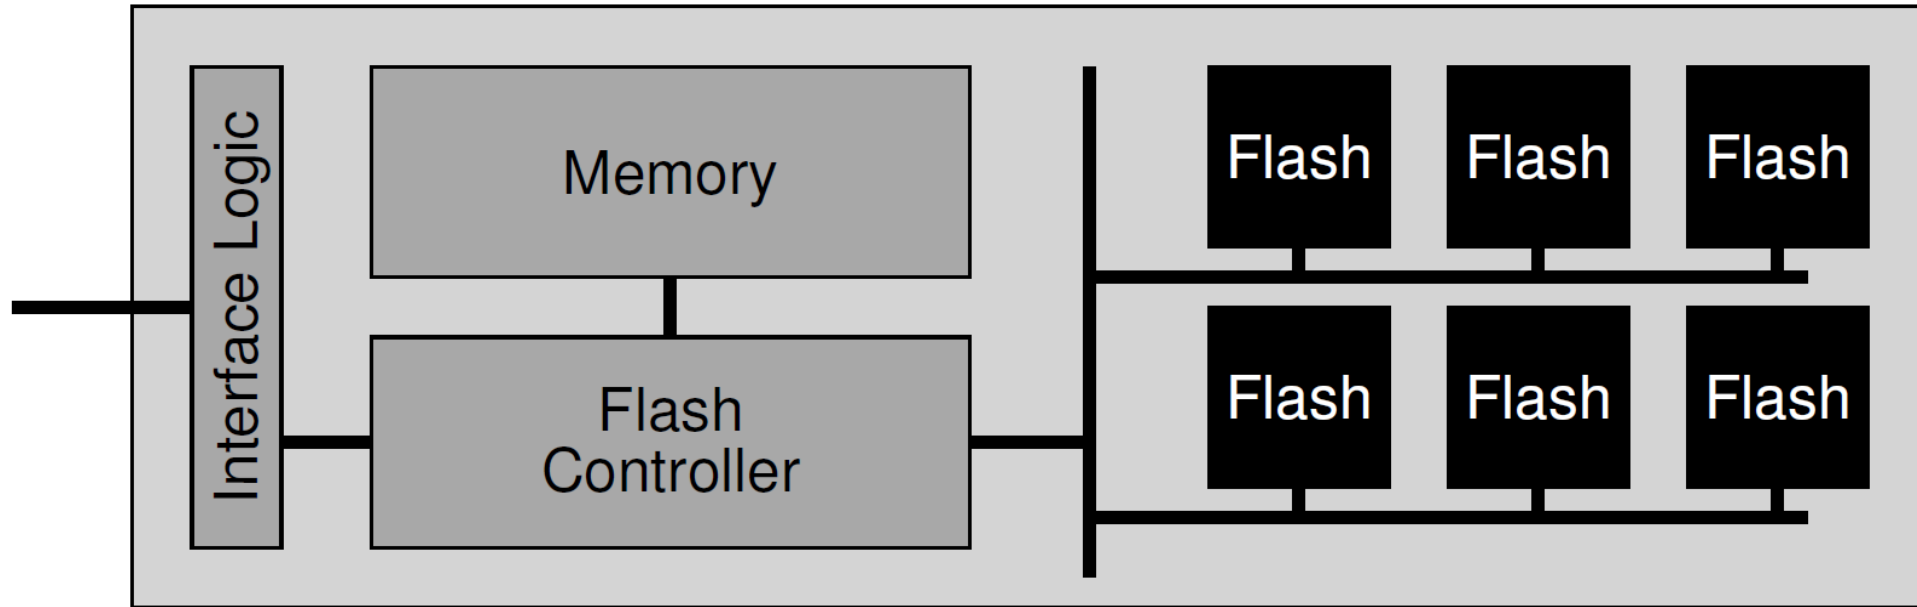 Interface Logic
Memory
Flash
Controller
Flash Flash Flash
Flash Flash Flash